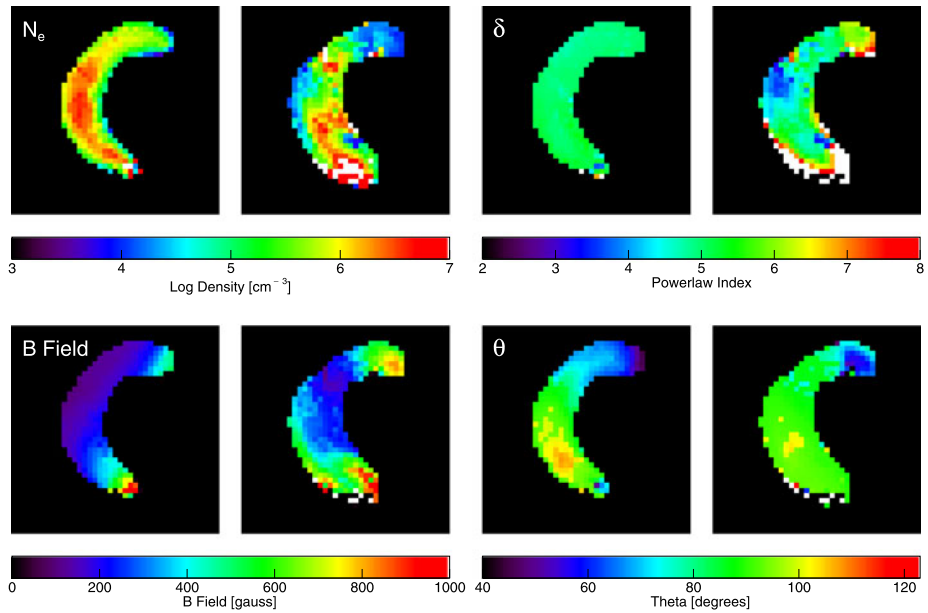 Nₑ
δ
3 4 5 6 7
Log Density [cm⁻³]
2 3 4 5 6 7 8
Powerlaw Index
B Field
θ
0 200 400 600 800 1000
B Field [gauss]
40 60 80 100 120
Theta [degrees]